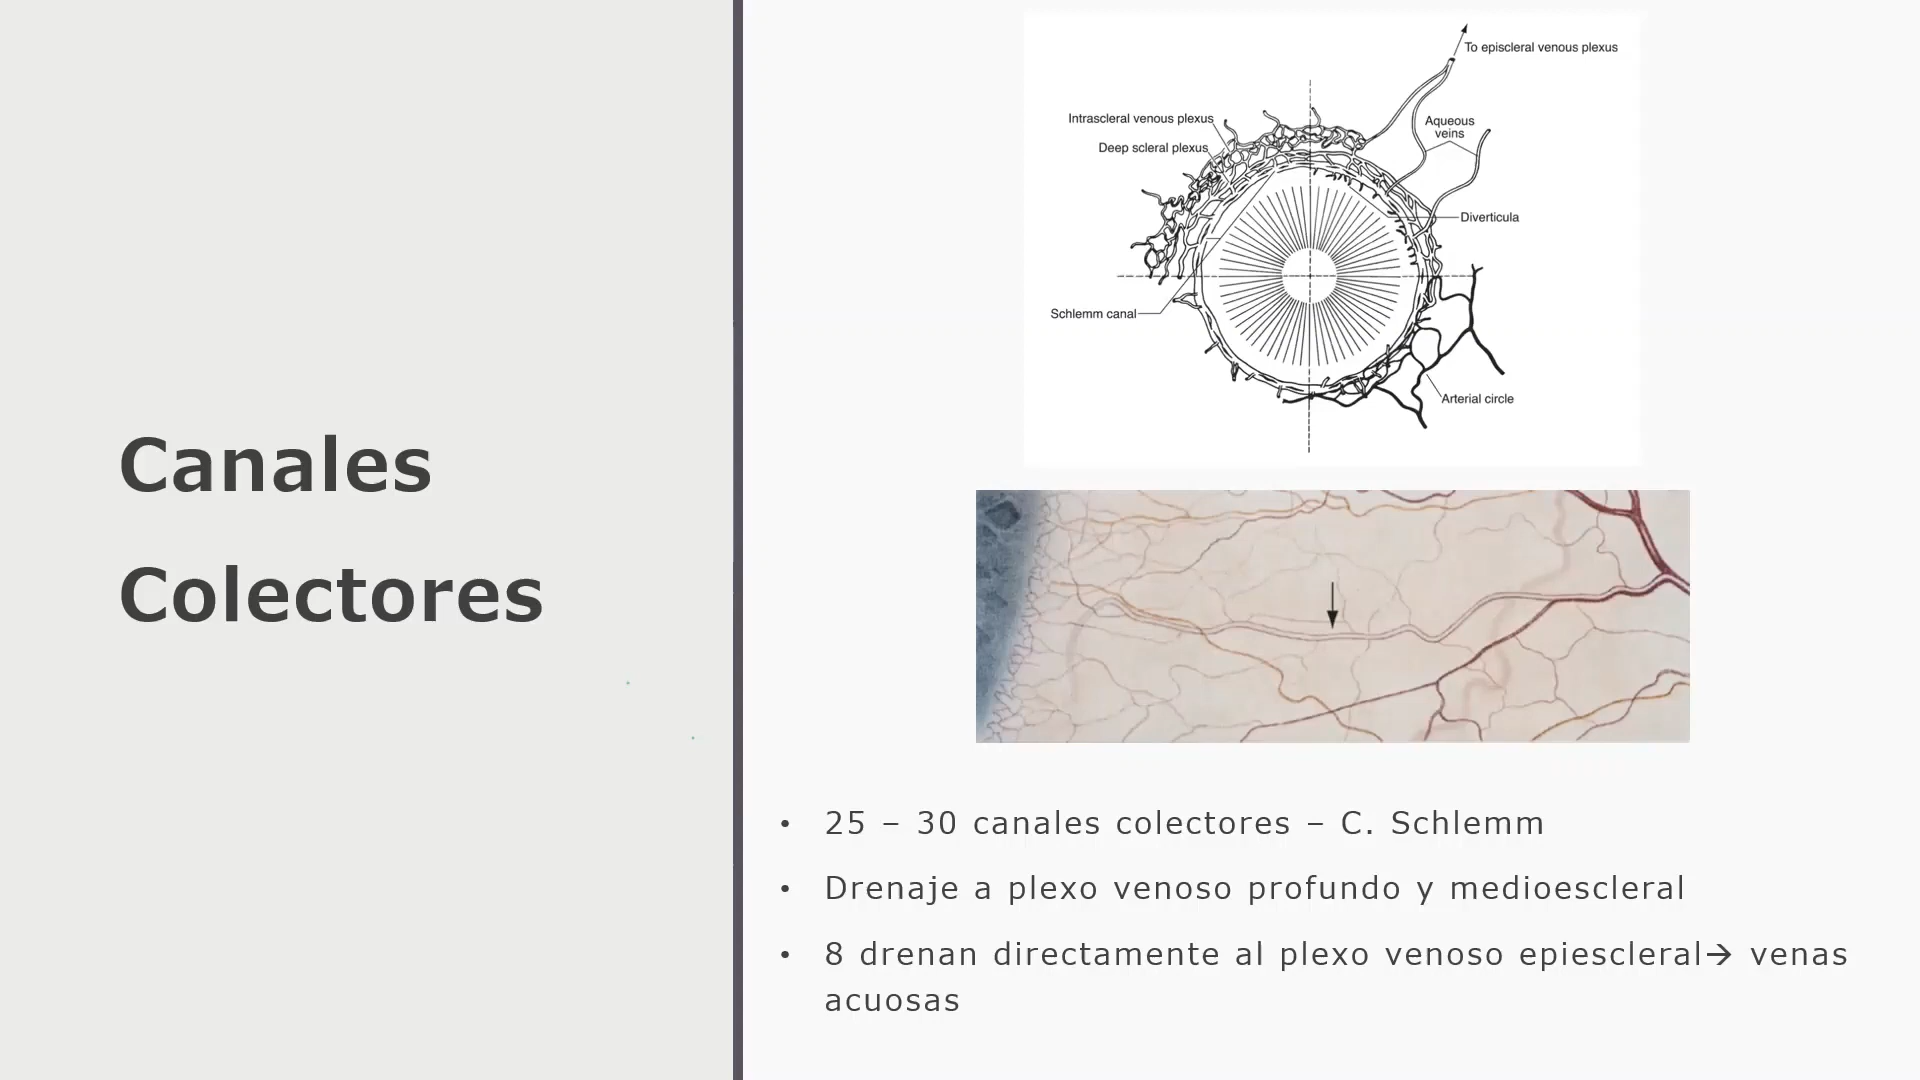 Canales
Colectores
To episcleral venous plexus
Intrascleral venous plexus
Aqueous
veins
Deep scleral plexus
Diverticula
Schlemm canal
Arterial circle
• 25 – 30 canales colectores – C. Schlemm
• Drenaje a plexo venoso profundo y medioescleral
• 8 drenan directamente al plexo venoso epiescleral→ venas
acuosas